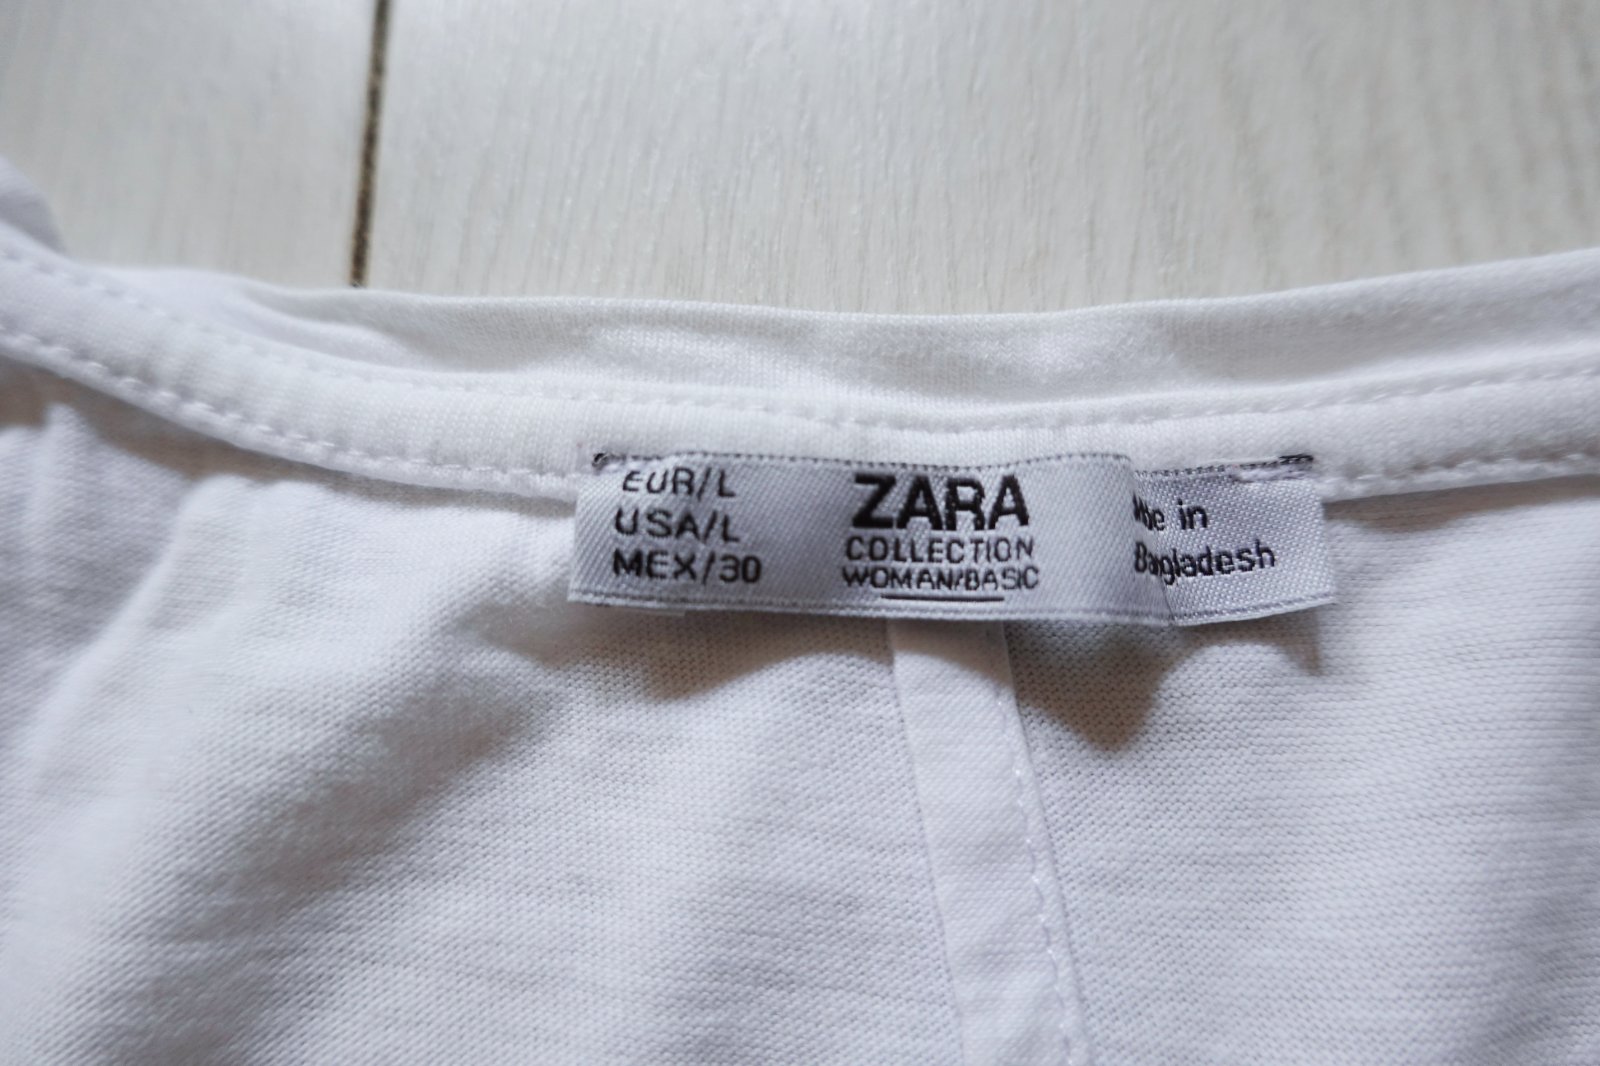 EUR/L
USA/L
MEX/30
ZARA
COLLECTION
WOMAN/BASIC
in
Bangladesh